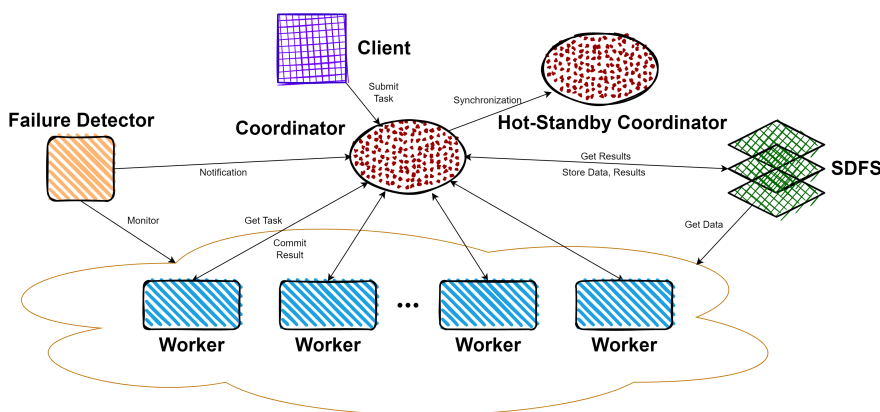 Client
Submit
Task
Synchronization
Failure Detector
Coordinator
Hot-Standby Coordinator
Notification
Get Results
Store Data, Results
SDFS
Monitor
Get Task
Commit
Result
Get Data
...
Worker
Worker
Worker
Worker